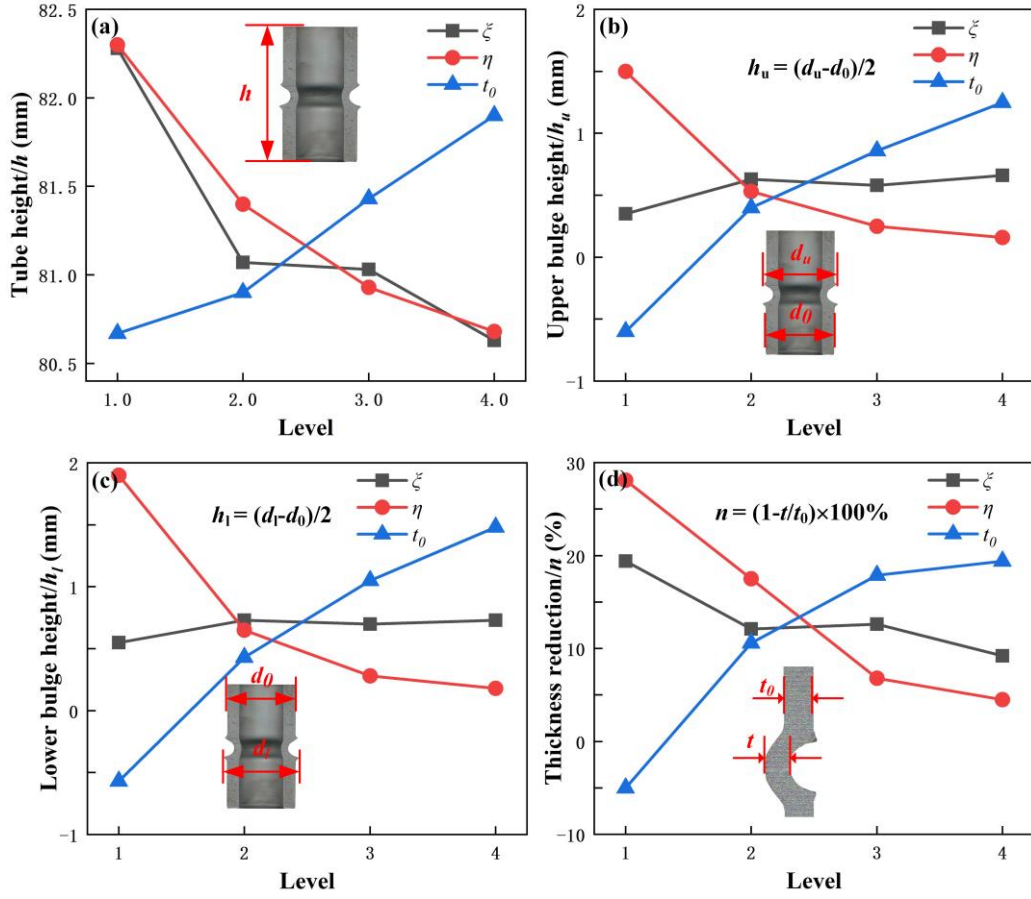 (a)
ξ
η
t₀
h
82.5
82.0
81.5
81.0
80.5
Tube height/h (mm)
1.0 2.0 3.0 4.0
Level
(b)
ξ
η
t₀
hᵤ = (dᵤ-d₀)/2
dᵤ
d₀
2
1
0
−1
Upper bulge height/hᵤ (mm)
1 2 3 4
Level
(c)
ξ
η
t₀
hₗ = (dₗ-d₀)/2
d₀
dₗ
2
1
0
−1
Lower bulge height/hₗ (mm)
1 2 3 4
Level
(d)
ξ
η
t₀
n = (1-t/t₀)×100%
t₀
t
30
20
10
0
−10
Thickness reduction/n (%)
1 2 3 4
Level